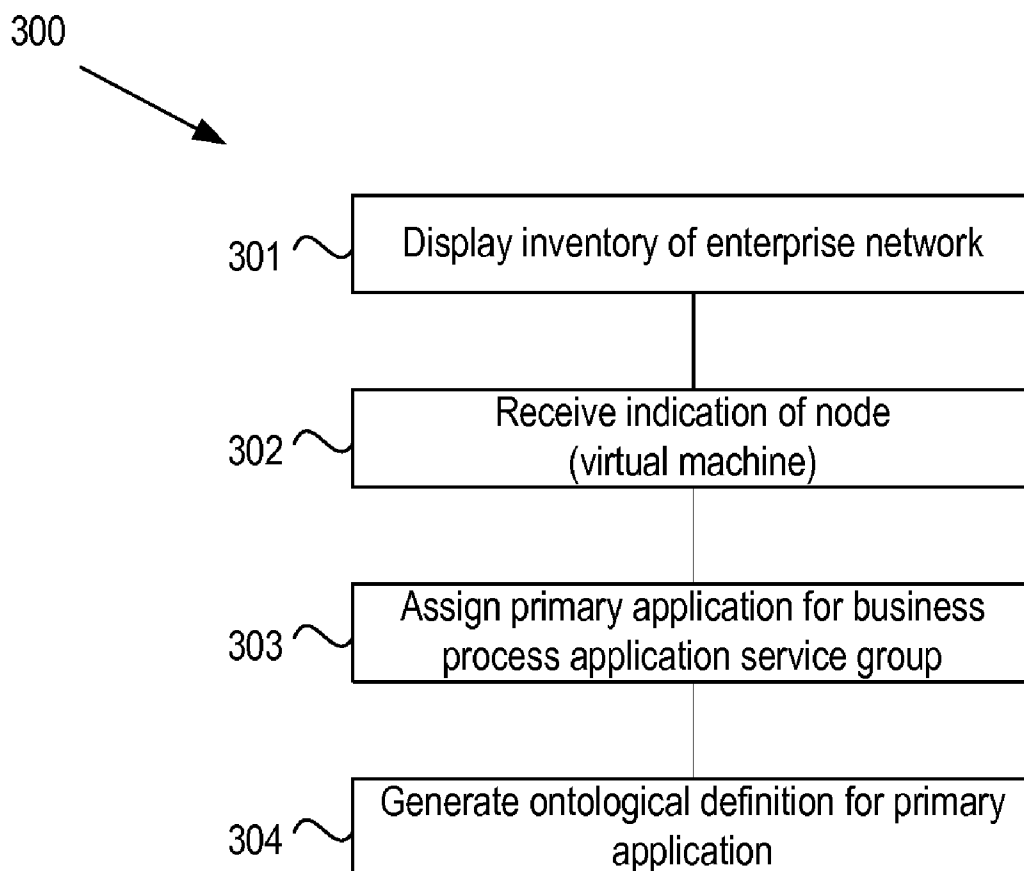 300
301
Display inventory of enterprise network
302
Receive indication of node
(virtual machine)
303
Assign primary application for business
process application service group
304
Generate ontological definition for primary
application